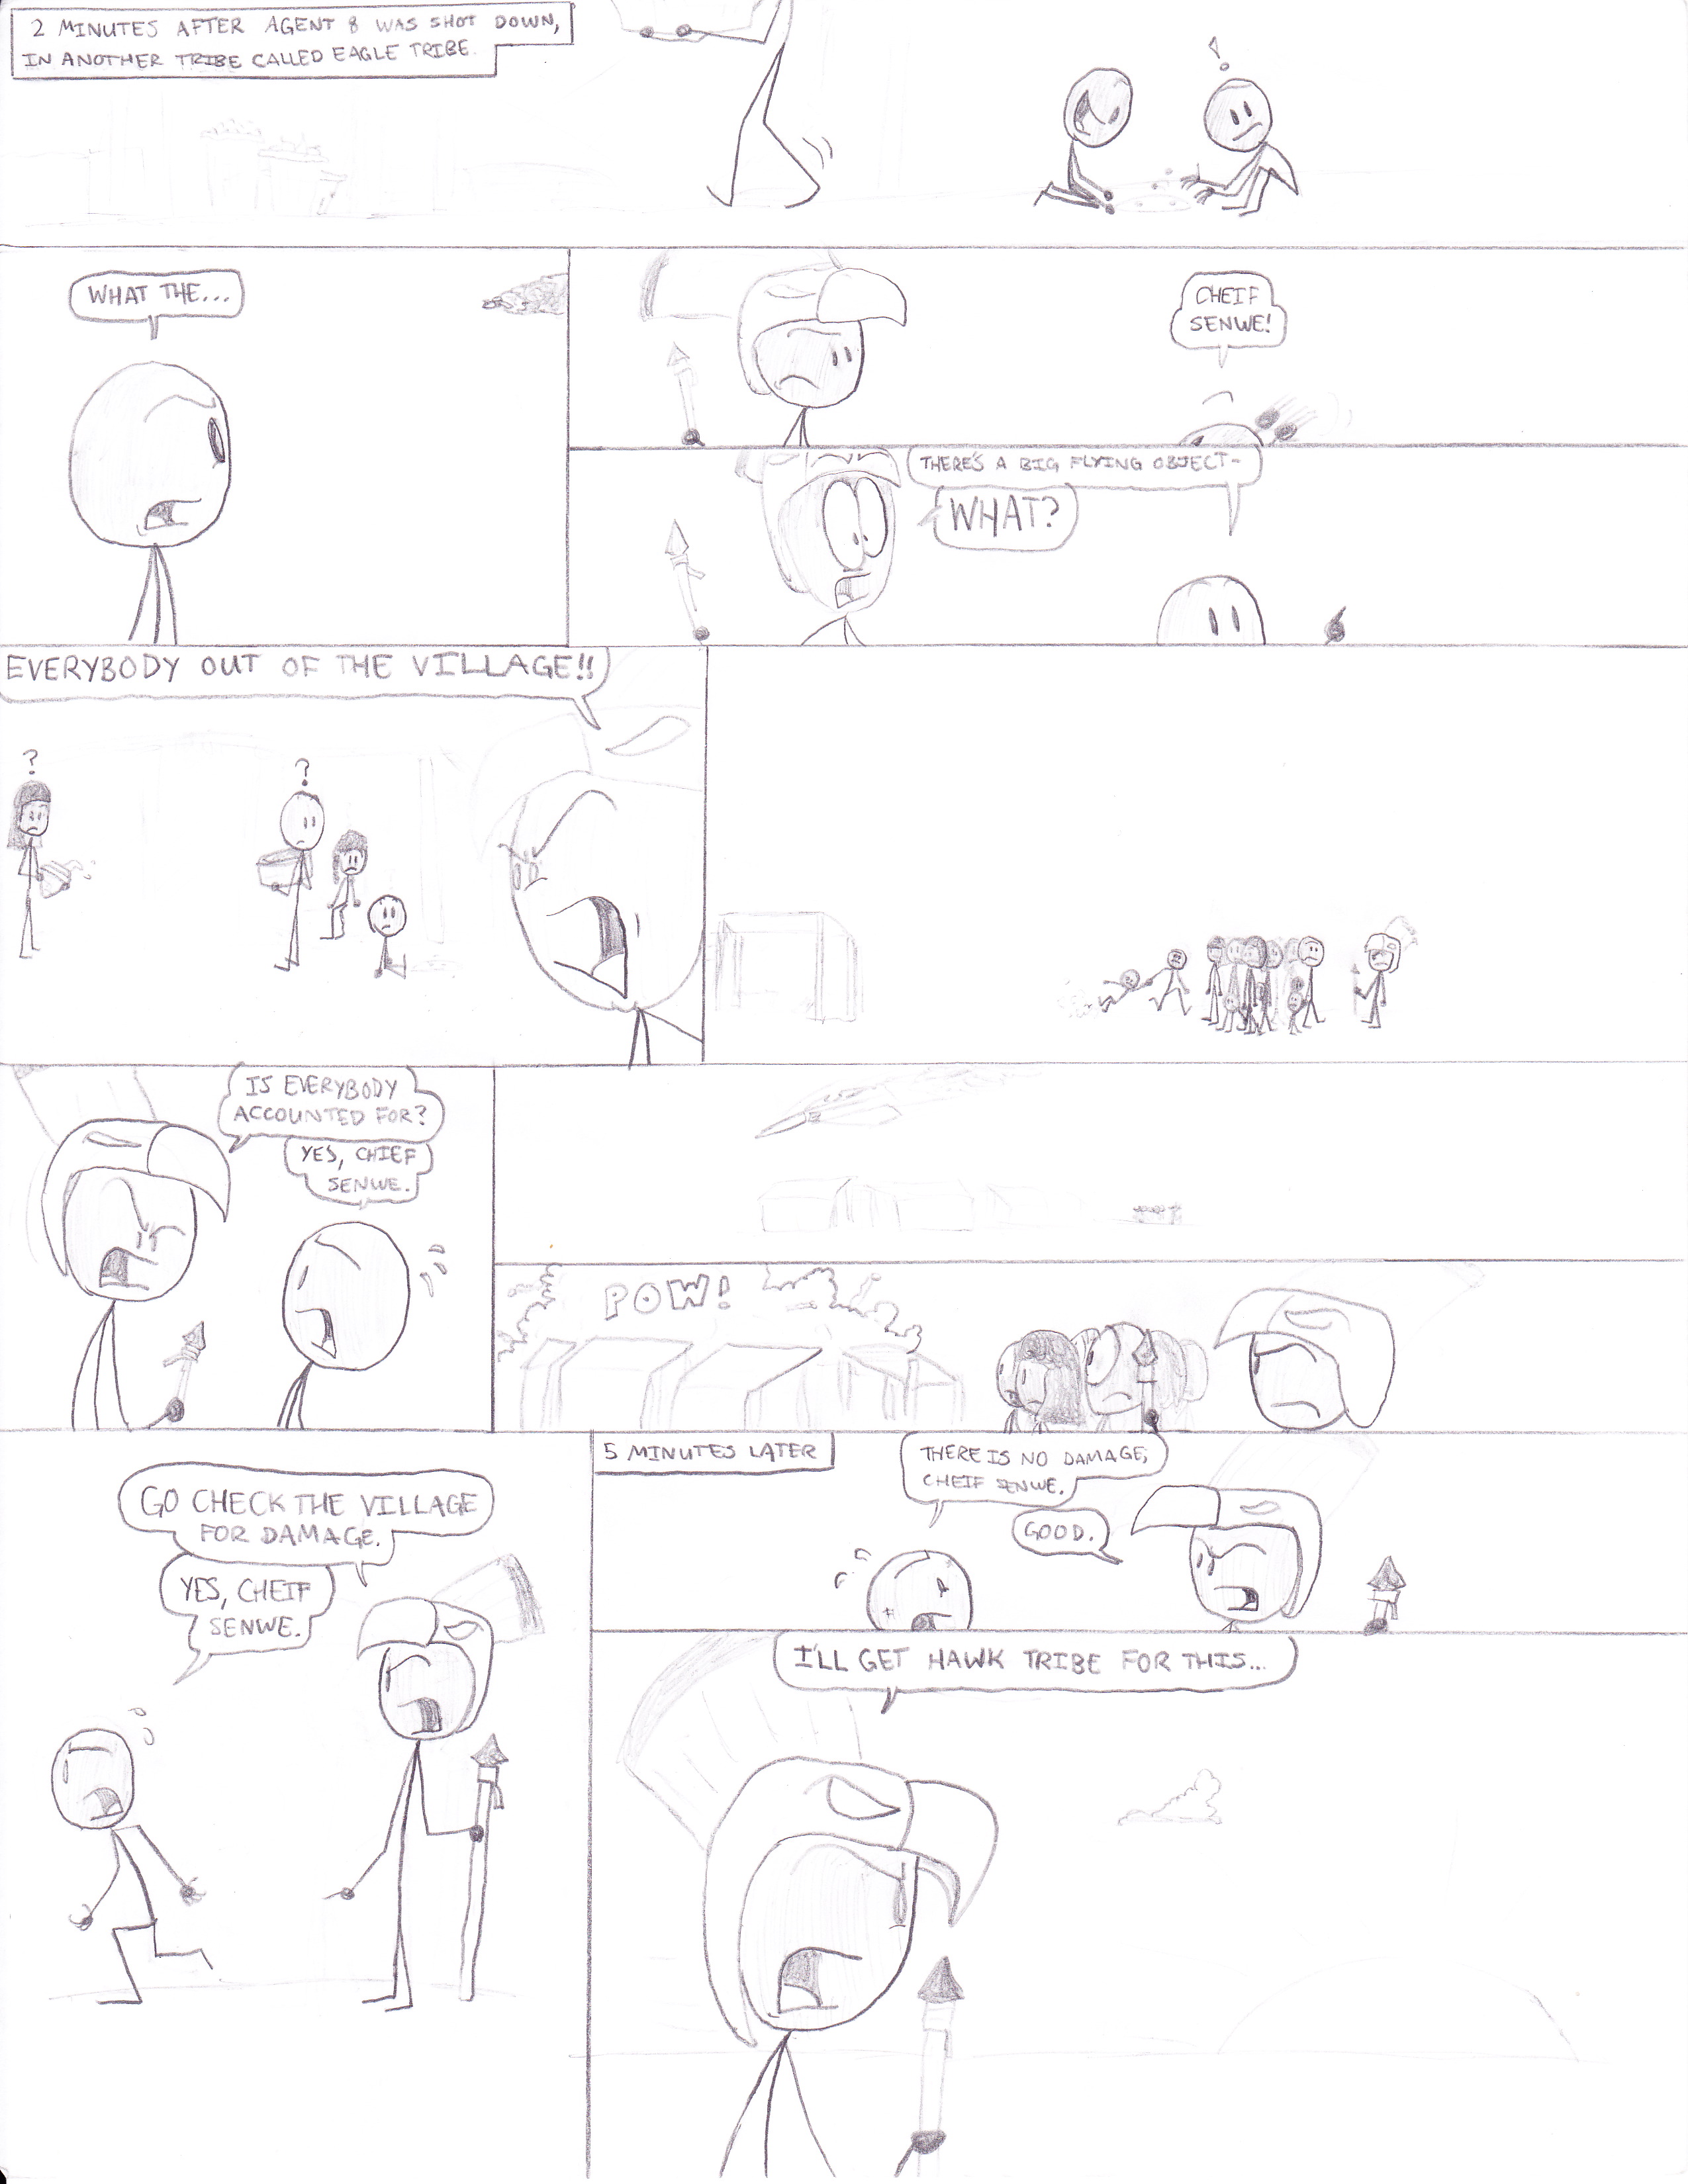 2 MINUTES AFTER AGENT 8 WAS SHOT DOWN,
IN ANOTHER TRIBE CALLED EAGLE TRIBE.
!
WHAT THE...
CHEIF
SENWE!
THERE'S A BIG FLYING OBJECT-
WHAT?
EVERYBODY OUT OF THE VILLAGE!!
?
?
IS EVERYBODY
ACCOUNTED FOR?
YES, CHIEF
SENWE.
POW!
GO CHECK THE VILLAGE
FOR DAMAGE.
YES, CHEIF
SENWE.
5 MINUTES LATER
THERE IS NO DAMAGE,
CHEIF SENWE.
GOOD.
I'LL GET HAWK TRIBE FOR THIS...